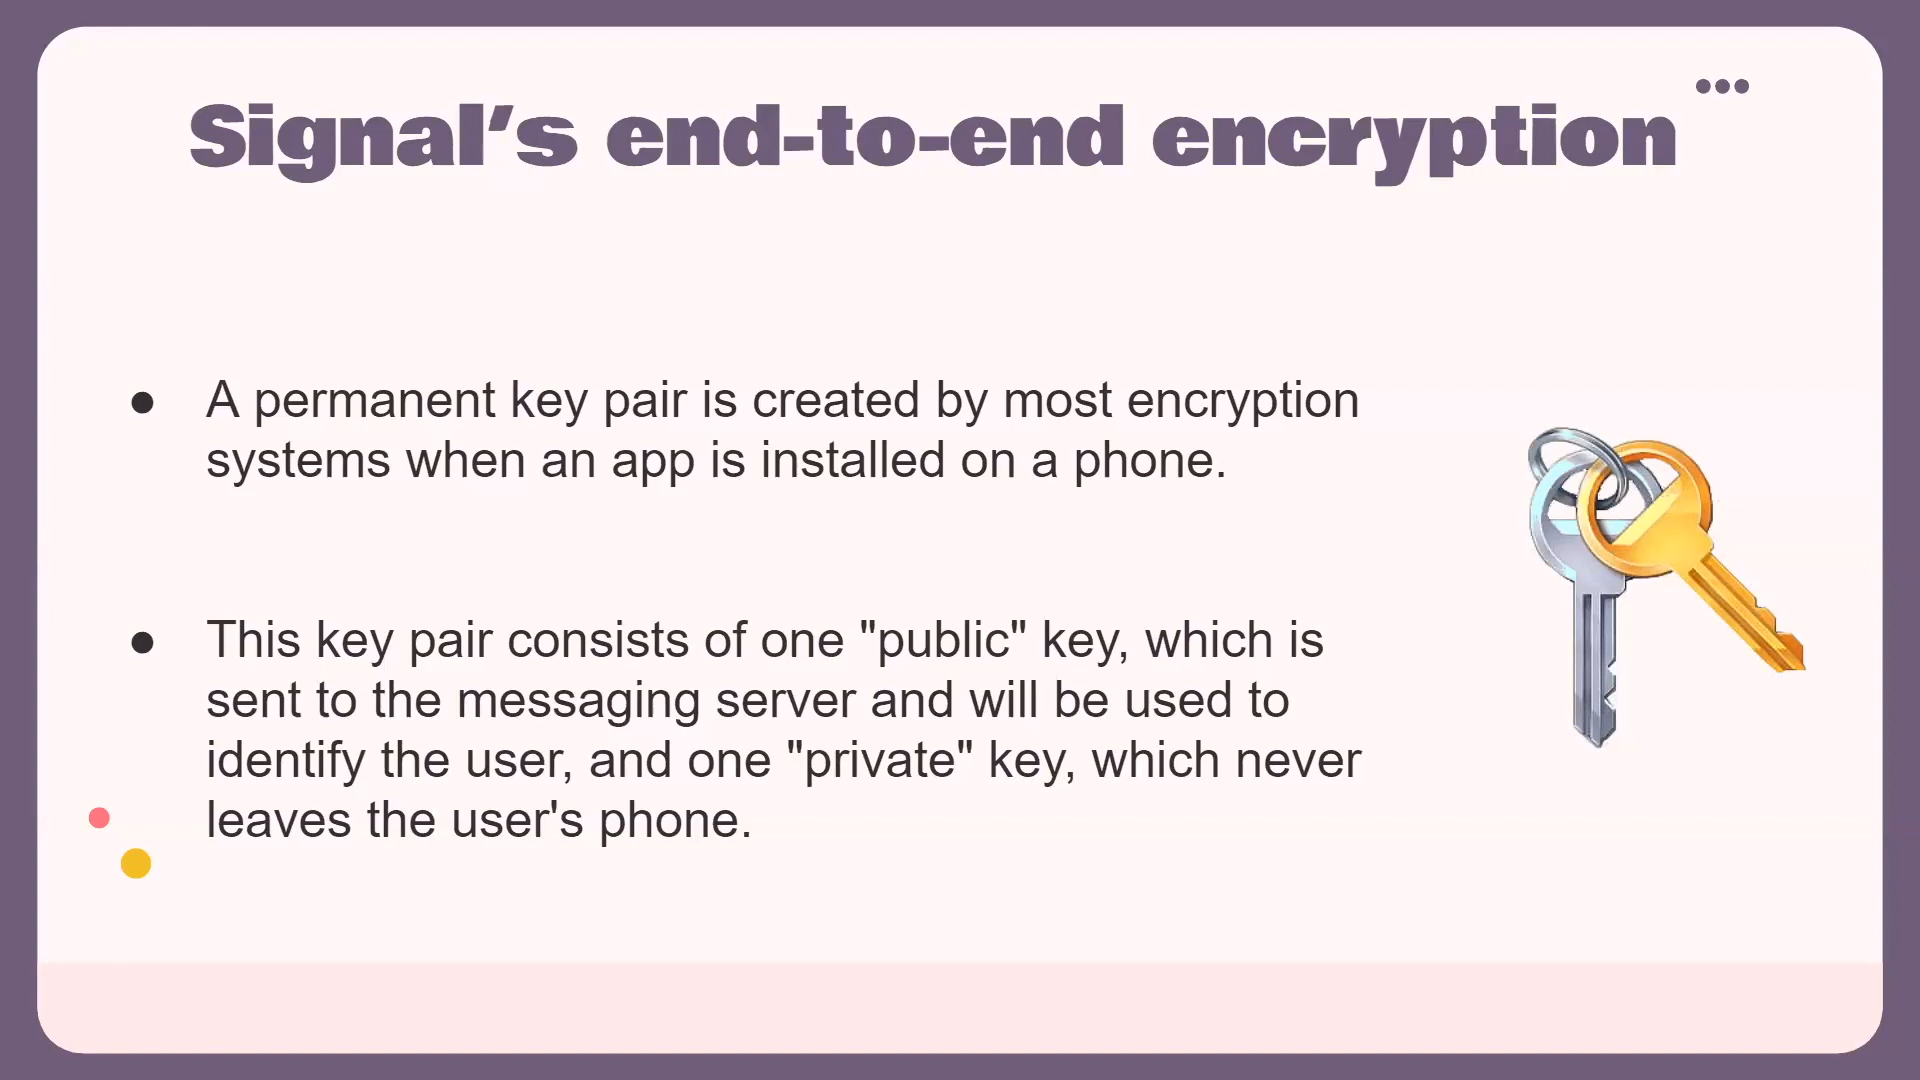 Signal’s end-to-end encryption
● A permanent key pair is created by most encryption
systems when an app is installed on a phone.
● This key pair consists of one "public" key, which is
sent to the messaging server and will be used to
identify the user, and one "private" key, which never
leaves the user's phone.